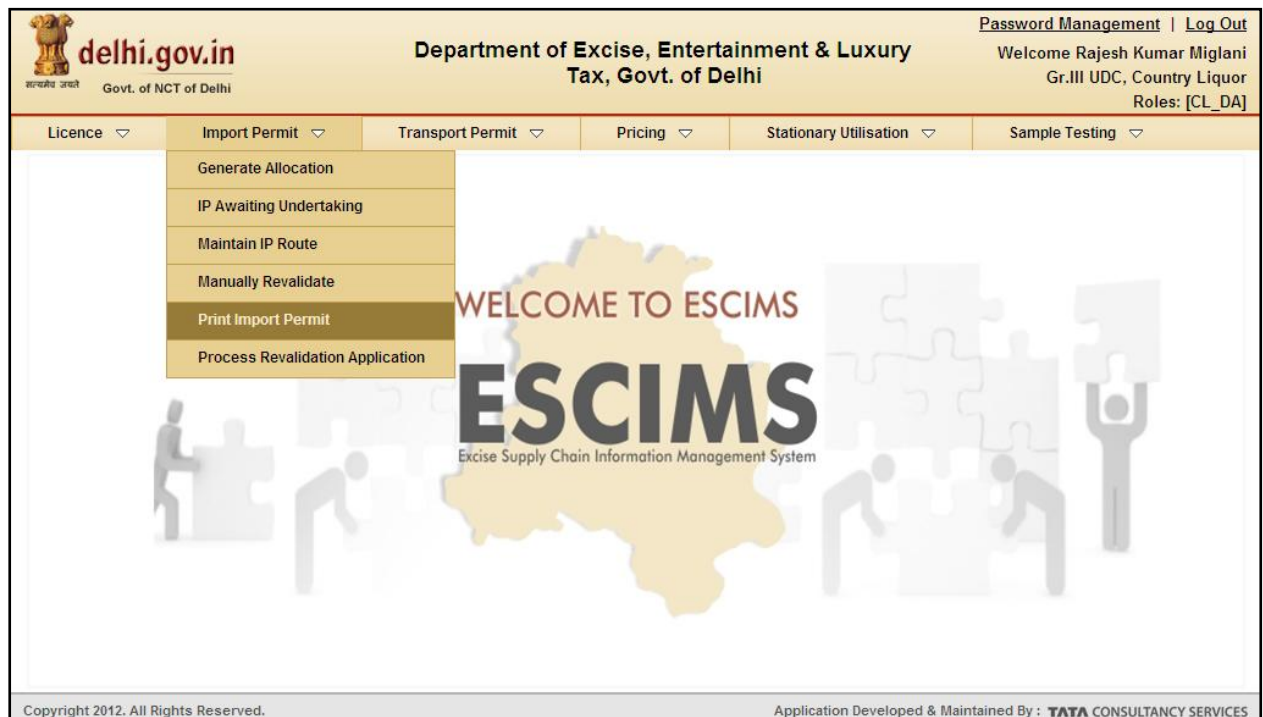 Password Management | Log Out
delhi.gov.in
सत्यमेव जयते
Govt. of NCT of Delhi
Department of Excise, Entertainment & Luxury
Tax, Govt. of Delhi
Welcome Rajesh Kumar Miglani
Gr.III UDC, Country Liquor
Roles: [CL_DA]
Licence Import Permit Transport Permit Pricing Stationary Utilisation Sample Testing
Generate Allocation
IP Awaiting Undertaking
Maintain IP Route
Manually Revalidate
Print Import Permit
Process Revalidation Application
WELCOME TO ESCIMS
ESCIMS
Excise Supply Chain Information Management System
Copyright 2012. All Rights Reserved.
Application Developed & Maintained By : TATA CONSULTANCY SERVICES